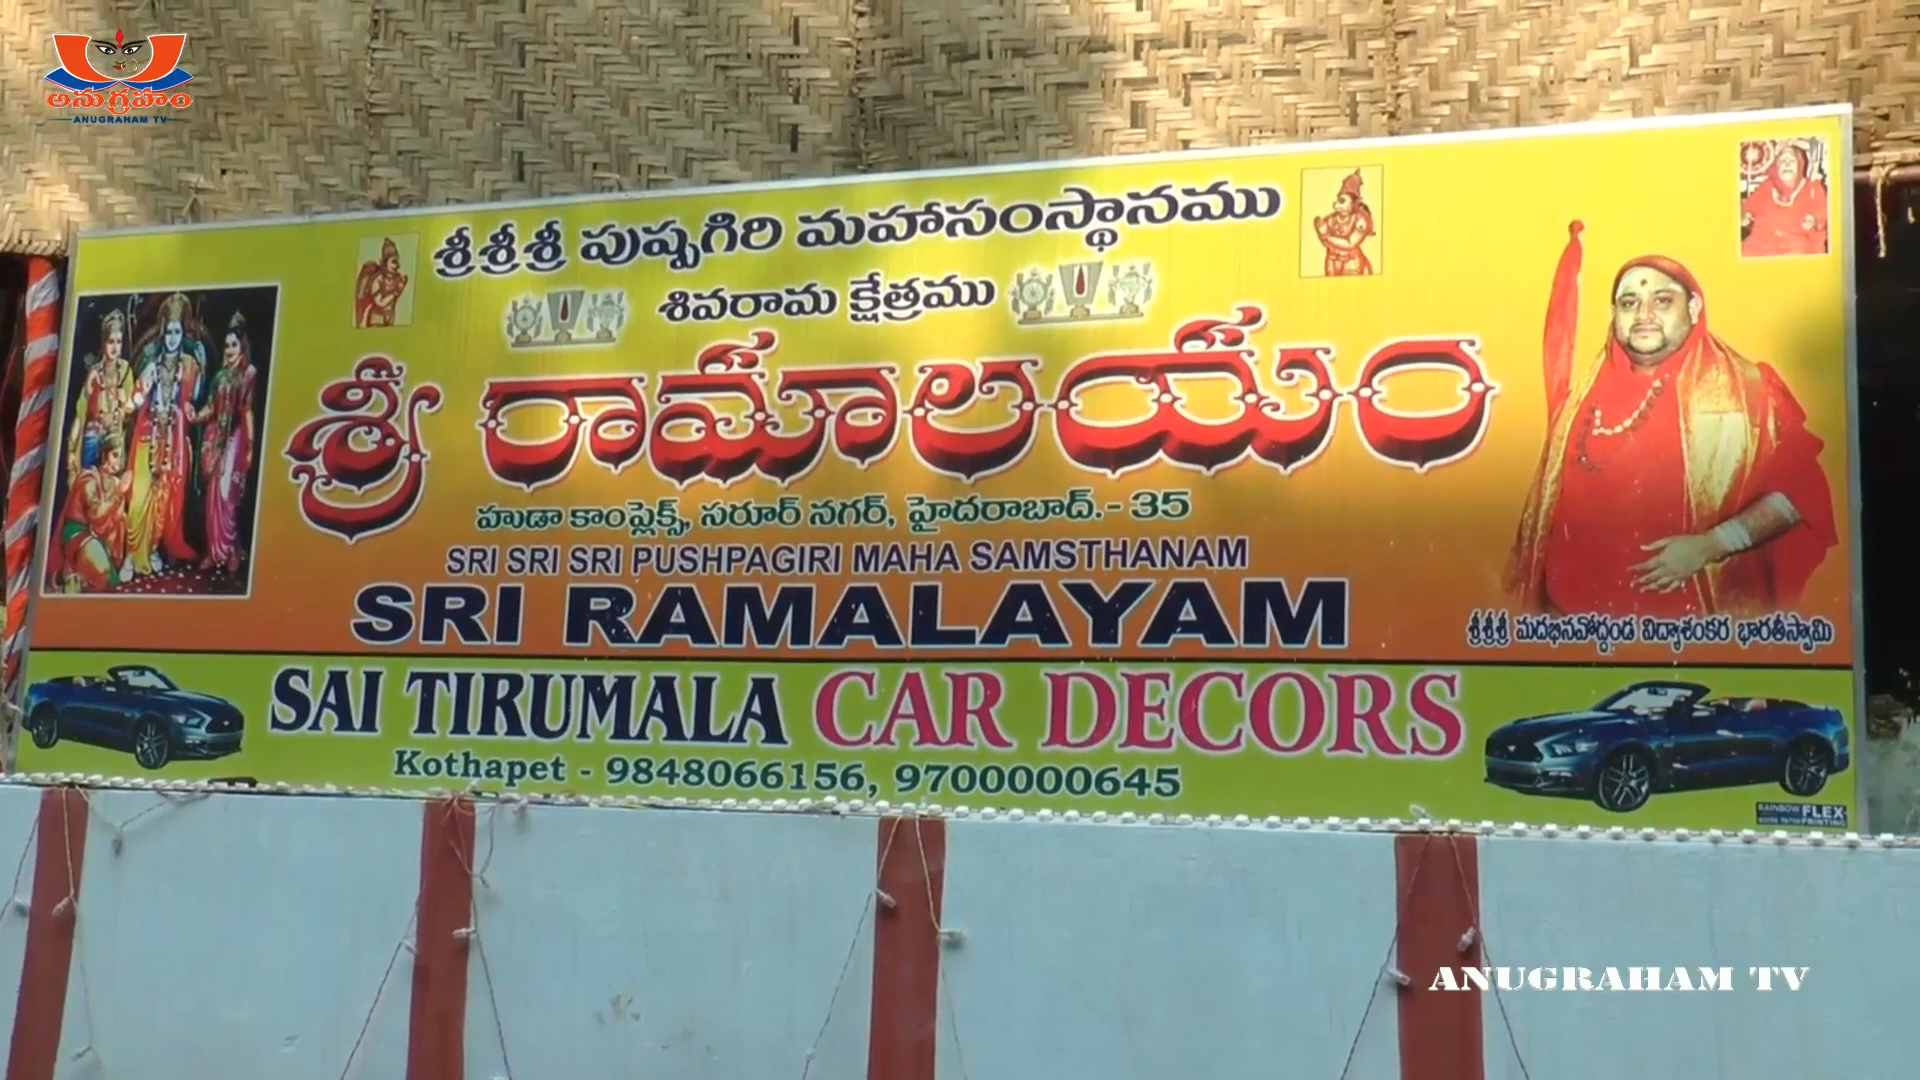 అనుగ్రహం
ANUGRAHAM TV
శ్రీశ్రీశ్రీ పుష్పగిరి మహాసంస్థానము
శివరామ క్షేత్రము
శ్రీ రామాలయం
హుడా కాంప్లెక్స్, సరూర్ నగర్, హైదరాబాద్.- 35
SRI SRI SRI PUSHPAGIRI MAHA SAMSTHANAM
SRI RAMALAYAM
శ్రీశ్రీశ్రీ మదభినవోద్దండ విద్యాశంకర భారతీస్వామి
SAI TIRUMALA CAR DECORS
Kothapet - 9848066156, 9700000645
RAINBOW FLEX
PRINTING
ANUGRAHAM TV